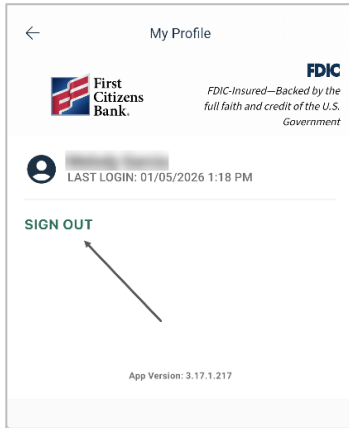 My Profile
First
Citizens
Bank.
FDIC
FDIC-Insured—Backed by the
full faith and credit of the U.S.
Government
LAST LOGIN: 01/05/2026 1:18 PM
SIGN OUT
App Version: 3.17.1.217